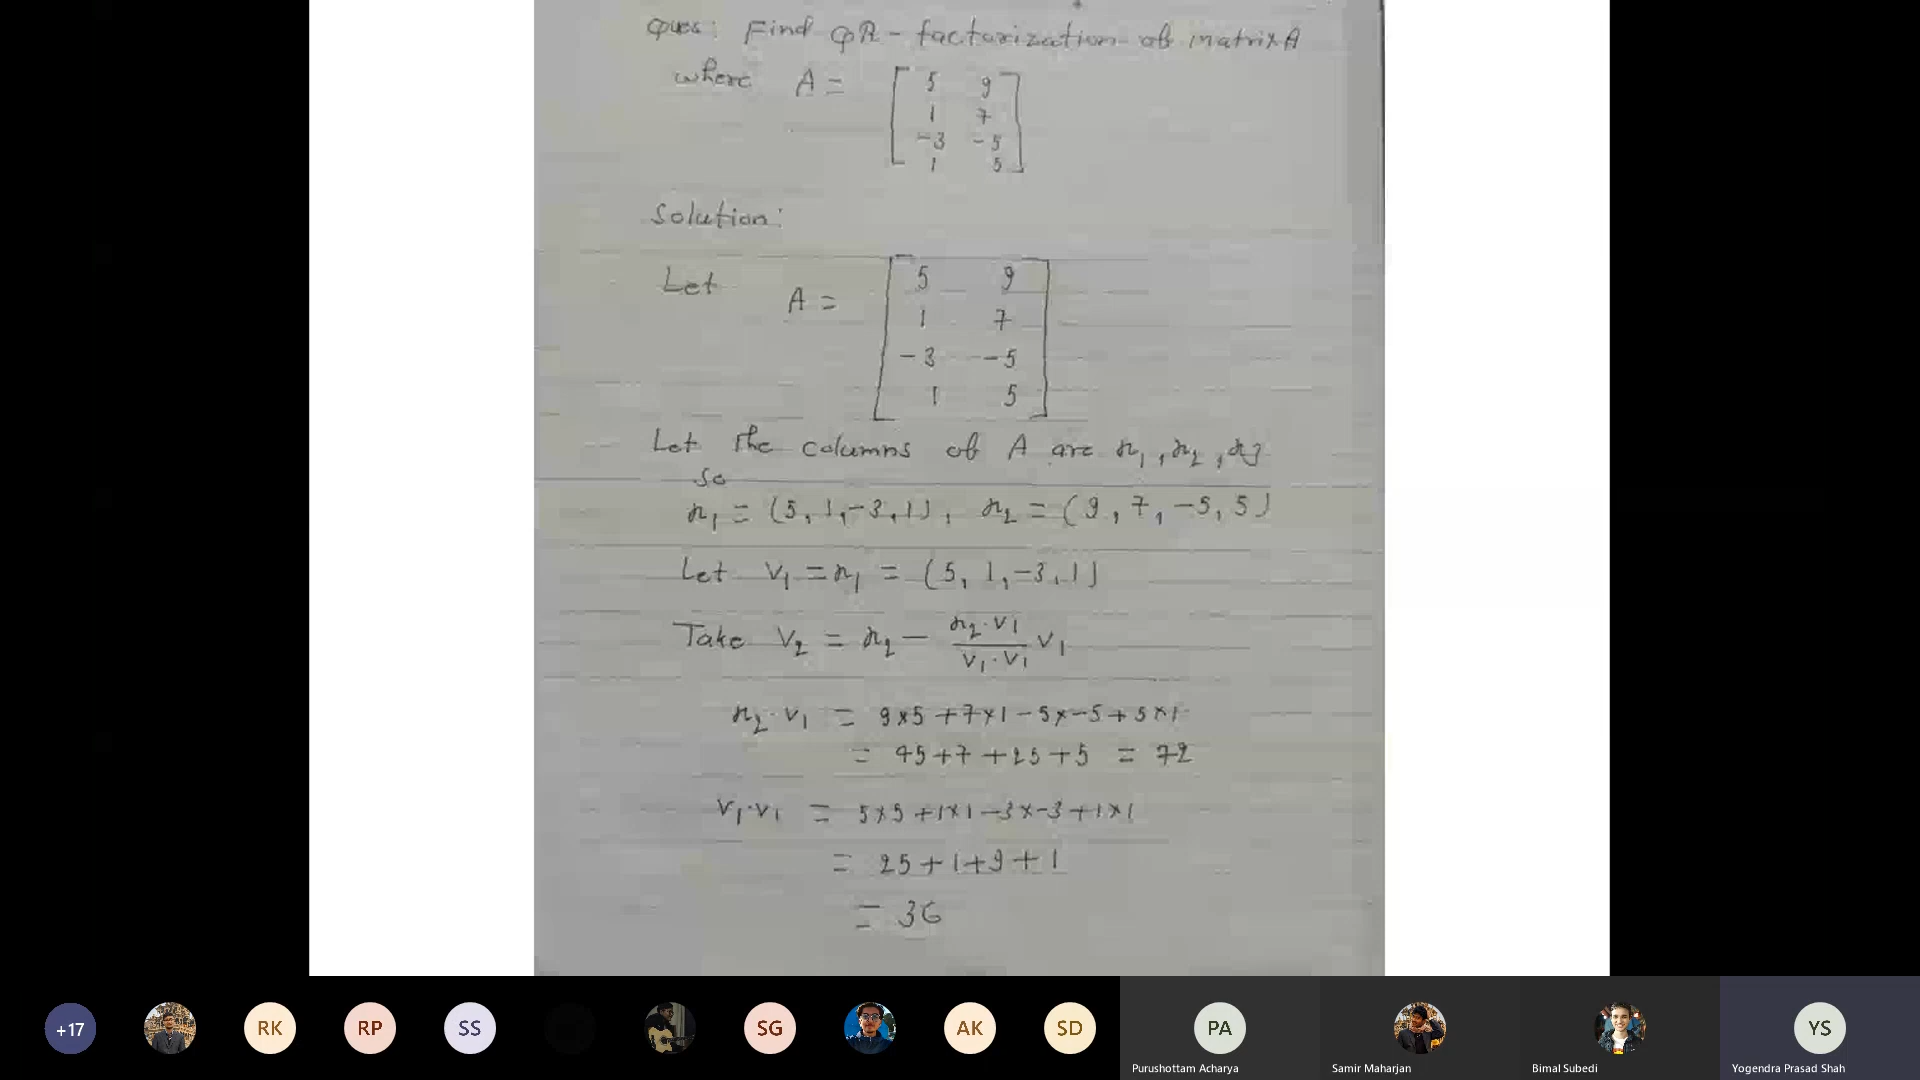 Ques: Find QR-factorization of matrix A
where A = [ 5 9
1 7
-3 -5
1 5 ]
Solution:
Let A = [ 5 9
1 7
-3 -5
1 5 ]
Let the columns of A are x₁, x₂, x3
so
x₁ = (5, 1, -3, 1), x₂ = (9, 7, -5, 5)
Let v₁ = x₁ = (5, 1, -3, 1)
Take v₂ = x₂ - (x₂·v₁)/(v₁·v₁) v₁
x₂·v₁ = 9×5+7×1-5×-5+5×1
= 45+7+25+5 = 72
v₁·v₁ = 5×5+1×1-3×-3+1×1
= 25+1+9+1
= 36
+17 RK RP SS SG AK SD PA YS
Purushottam Acharya Samir Maharjan Bimal Subedi Yogendra Prasad Shah